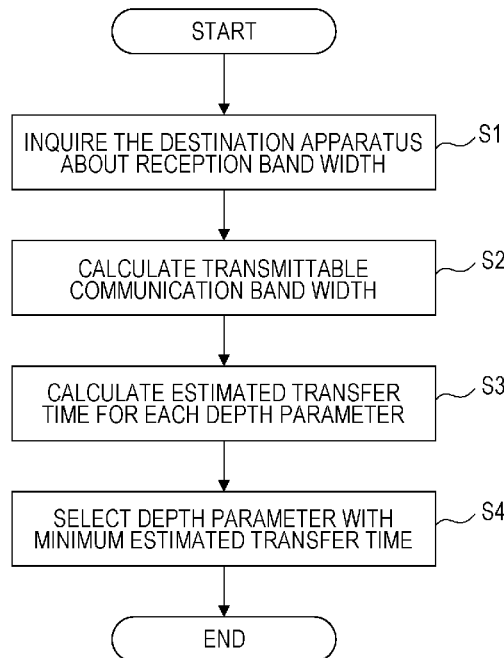 START
INQUIRE THE DESTINATION APPARATUS
ABOUT RECEPTION BAND WIDTH
S1
CALCULATE TRANSMITTABLE
COMMUNICATION BAND WIDTH
S2
CALCULATE ESTIMATED TRANSFER
TIME FOR EACH DEPTH PARAMETER
S3
SELECT DEPTH PARAMETER WITH
MINIMUM ESTIMATED TRANSFER TIME
S4
END